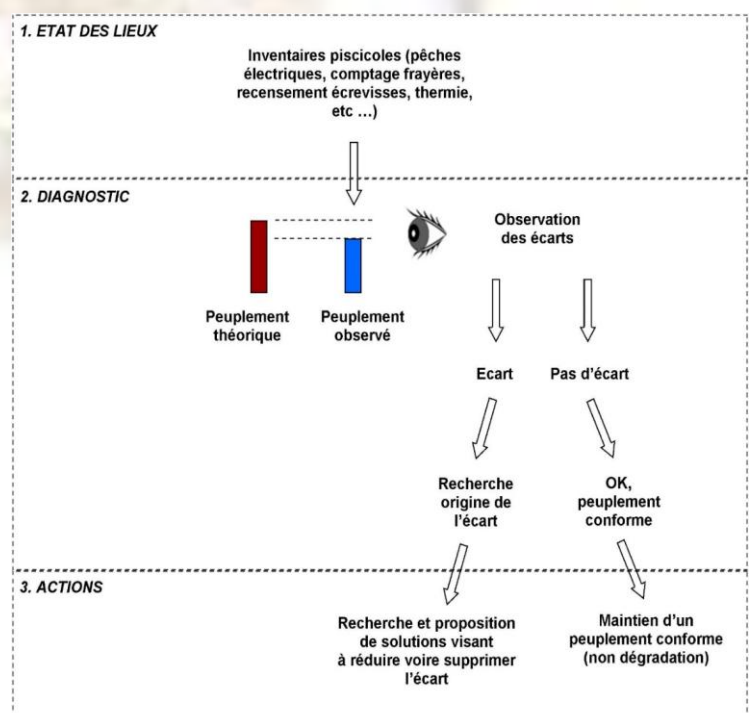 1. ETAT DES LIEUX
Inventaires piscicoles (pêches
électriques, comptage frayères,
recensement écrevisses, thermie,
etc ...)
2. DIAGNOSTIC
Observation
des écarts
Peuplement
théorique
Peuplement
observé
Ecart
Pas d'écart
Recherche
origine de
l'écart
OK,
peuplement
conforme
3. ACTIONS
Recherche et proposition
de solutions visant
à réduire voire supprimer
l'écart
Maintien d'un
peuplement conforme
(non dégradation)